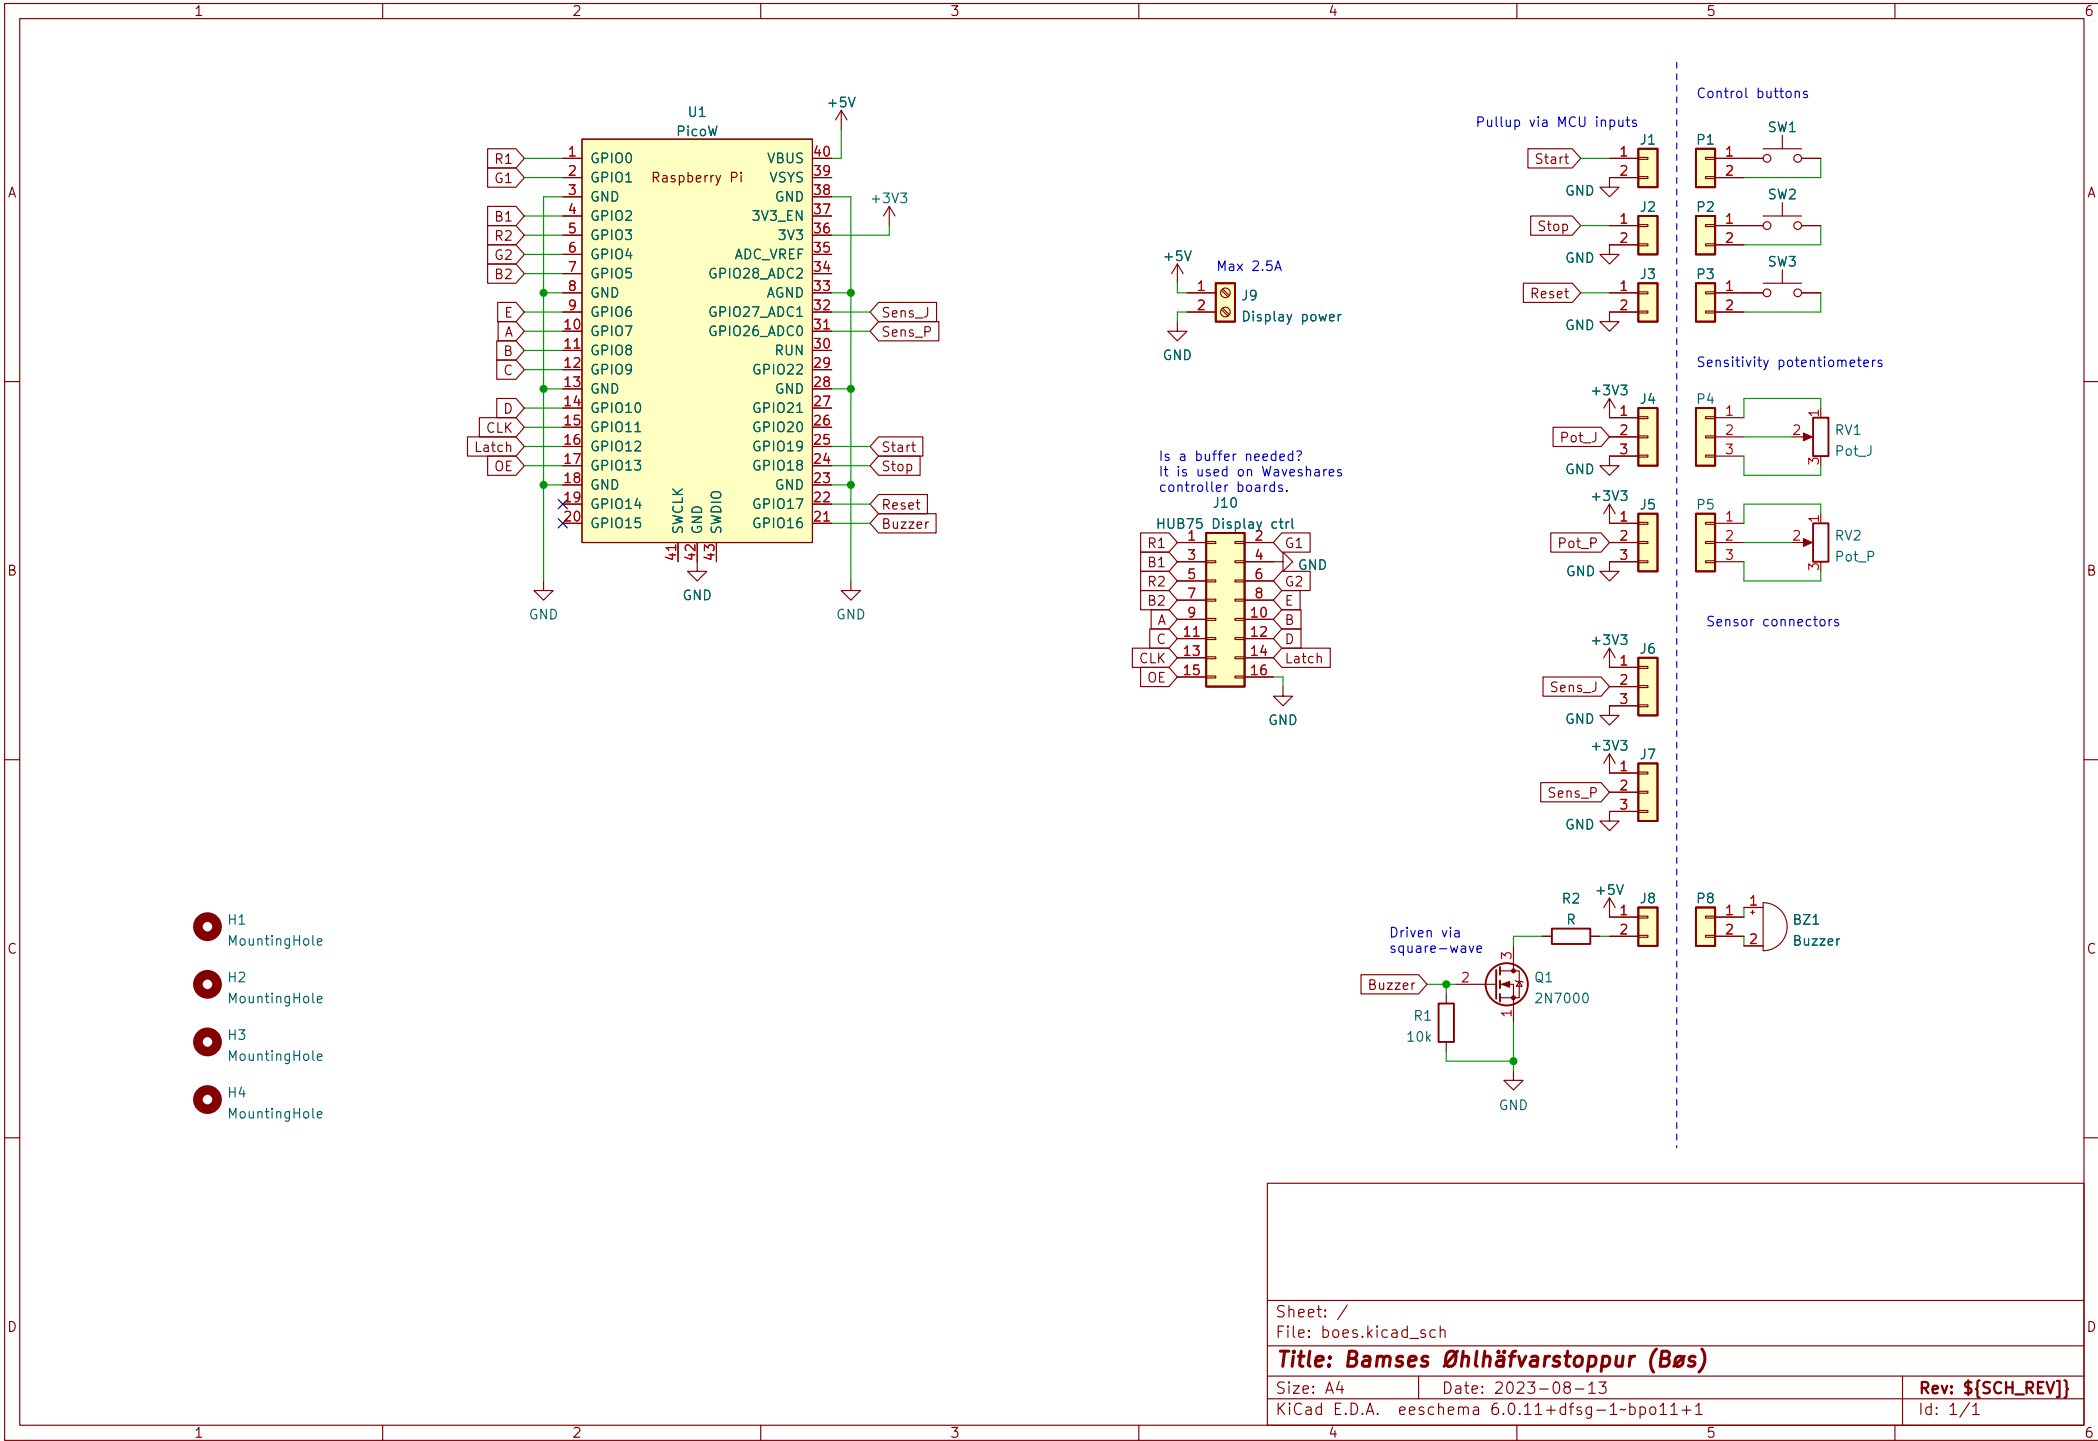 1 2 3 4 5 6
A
B
C
D
A
B
C
D
U1
PicoW
Raspberry Pi
+5V
+3V3
R1 1 GPIO0
G1 2 GPIO1
3 GND
B1 4 GPIO2
R2 5 GPIO3
G2 6 GPIO4
B2 7 GPIO5
8 GND
E 9 GPIO6
A 10 GPIO7
B 11 GPIO8
C 12 GPIO9
13 GND
D 14 GPIO10
CLK 15 GPIO11
Latch 16 GPIO12
OE 17 GPIO13
18 GND
19 GPIO14
20 GPIO15
VBUS 40
VSYS 39
GND 38
3V3_EN 37
3V3 36
ADC_VREF 35
GPIO28_ADC2 34
AGND 33
GPIO27_ADC1 32 Sens_J
GPIO26_ADC0 31 Sens_P
RUN 30
GPIO22 29
GND 28
GPIO21 27
GPIO20 26
GPIO19 25 Start
GPIO18 24 Stop
GND 23
GPIO17 22 Reset
GPIO16 21 Buzzer
SWCLK GND SWDIO
41 42 43
GND
GND
GND
+5V
Max 2.5A
1
2
J9
Display power
GND
Is a buffer needed?
It is used on Waveshares
controller boards.
J10
HUB75 Display ctrl
R1 1 2 G1
B1 3 4 GND
R2 5 6 G2
B2 7 8 E
A 9 10 B
C 11 12 D
CLK 13 14 Latch
OE 15 16
GND
Pullup via MCU inputs
Control buttons
J1
Start 1
2
GND
P1
1
2
SW1
J2
Stop 1
2
GND
P2
1
2
SW2
J3
Reset 1
2
GND
P3
1
2
SW3
Sensitivity potentiometers
+3V3
J4
1
Pot_J 2
3
GND
P4
1
2
3
1
2
3
RV1
Pot_J
+3V3
J5
1
Pot_P 2
3
GND
P5
1
2
3
1
2
3
RV2
Pot_P
Sensor connectors
+3V3
J6
1
Sens_J 2
3
GND
+3V3
J7
1
Sens_P 2
3
GND
R2
R
+5V
J8
1
2
P8
1
2
1
+
2
BZ1
Buzzer
Driven via
square-wave
Buzzer
2
3
1
Q1
2N7000
R1
10k
GND
H1
MountingHole
H2
MountingHole
H3
MountingHole
H4
MountingHole
Sheet: /
File: boes.kicad_sch
Title: Bamses Øhlhäfvarstoppur (Bøs)
Size: A4 Date: 2023-08-13 Rev: ${SCH_REV]}
KiCad E.D.A. eeschema 6.0.11+dfsg-1~bpo11+1 Id: 1/1
1 2 3 4 5 6